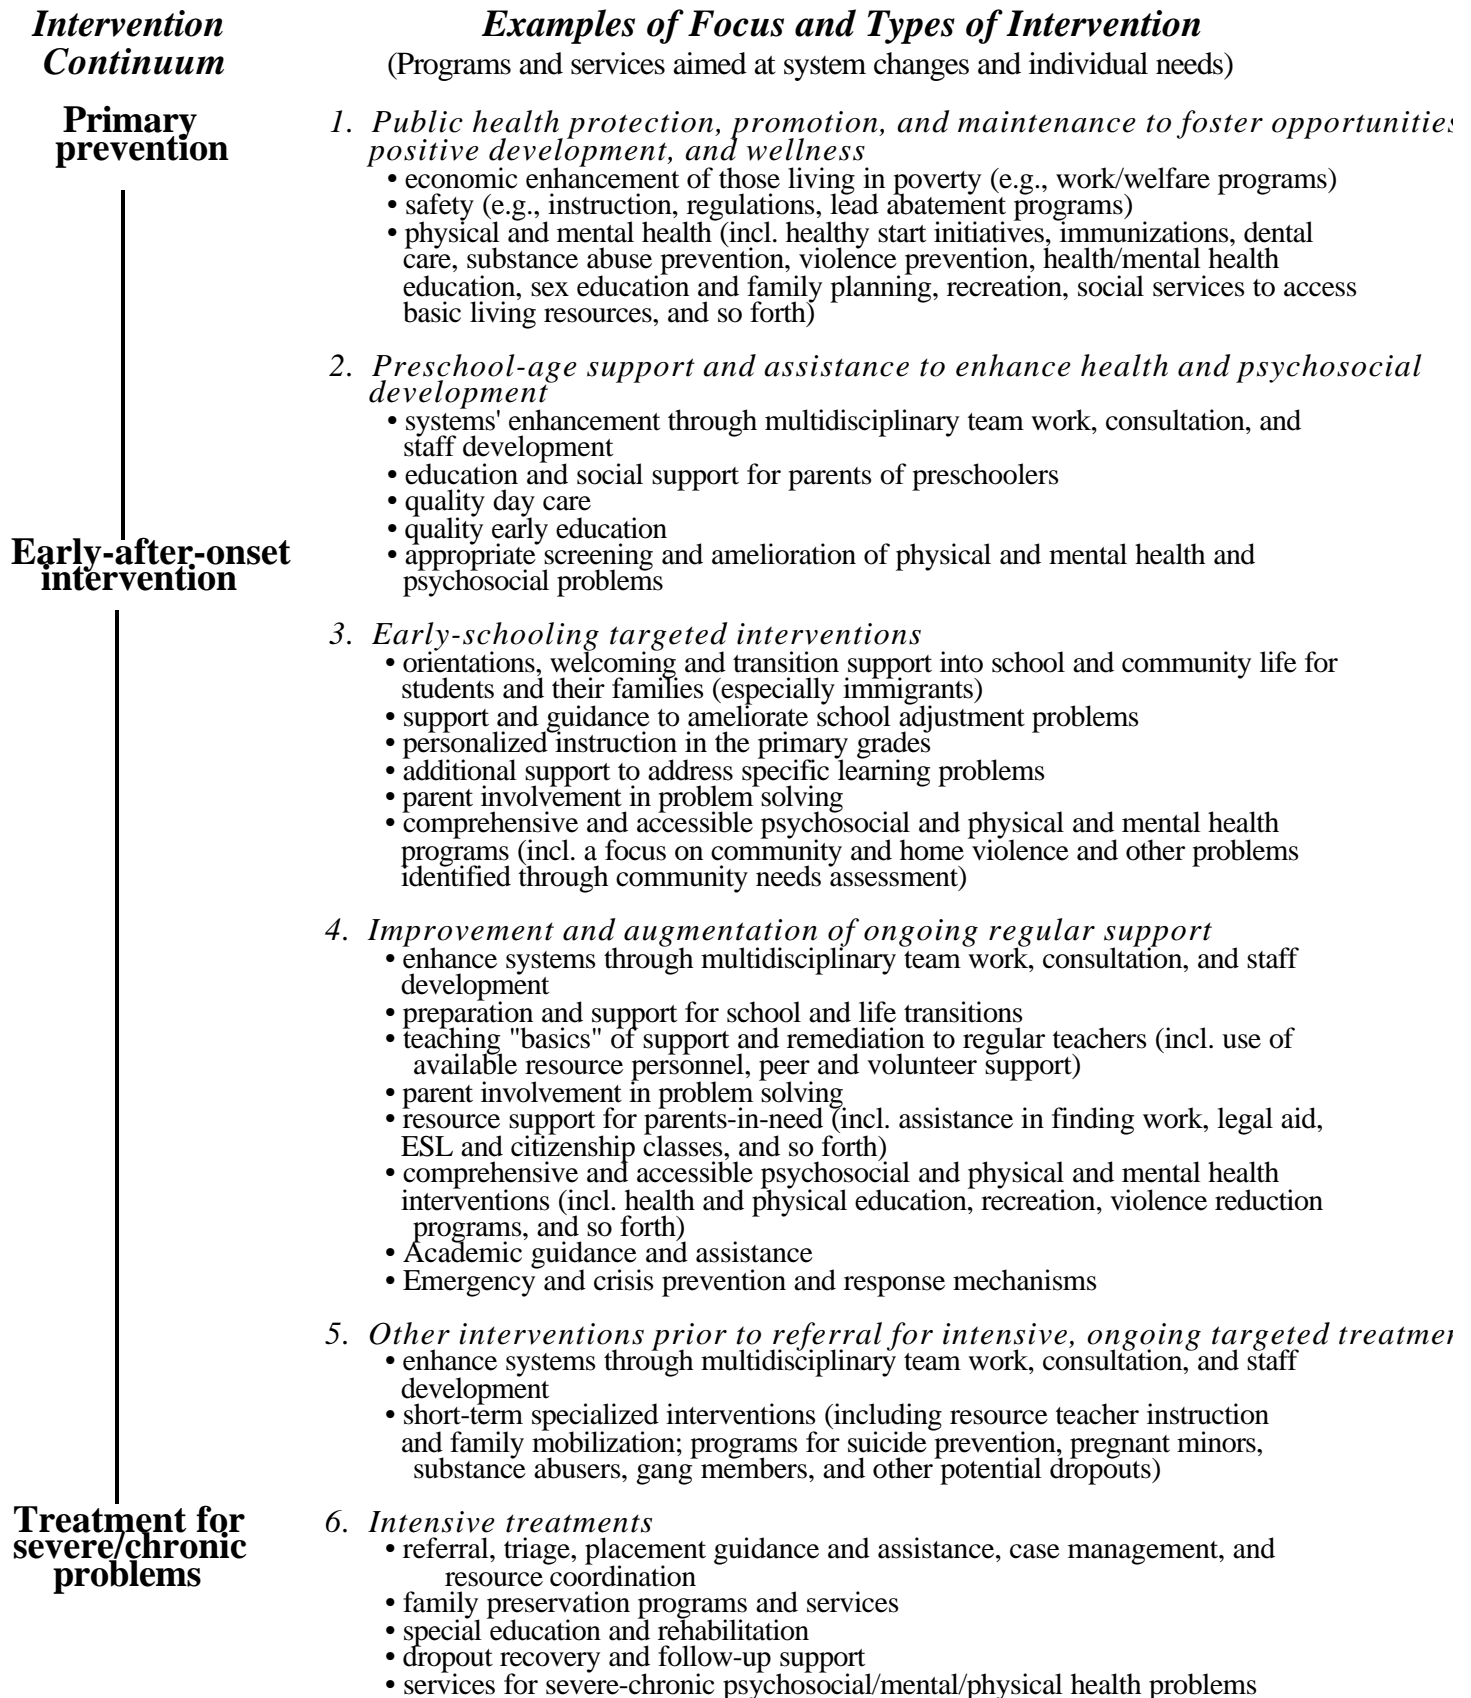 Intervention
Continuum
Examples of Focus and Types of Intervention
(Programs and services aimed at system changes and individual needs)
Primary
prevention
1. Public health protection, promotion, and maintenance to foster opportunities
positive development, and wellness
• economic enhancement of those living in poverty (e.g., work/welfare programs)
• safety (e.g., instruction, regulations, lead abatement programs)
• physical and mental health (incl. healthy start initiatives, immunizations, dental
care, substance abuse prevention, violence prevention, health/mental health
education, sex education and family planning, recreation, social services to access
basic living resources, and so forth)
2. Preschool-age support and assistance to enhance health and psychosocial
development
• systems' enhancement through multidisciplinary team work, consultation, and
staff development
• education and social support for parents of preschoolers
• quality day care
• quality early education
Early-after-onset
intervention
• appropriate screening and amelioration of physical and mental health and
psychosocial problems
3. Early-schooling targeted interventions
• orientations, welcoming and transition support into school and community life for
students and their families (especially immigrants)
• support and guidance to ameliorate school adjustment problems
• personalized instruction in the primary grades
• additional support to address specific learning problems
• parent involvement in problem solving
• comprehensive and accessible psychosocial and physical and mental health
programs (incl. a focus on community and home violence and other problems
identified through community needs assessment)
4. Improvement and augmentation of ongoing regular support
• enhance systems through multidisciplinary team work, consultation, and staff
development
• preparation and support for school and life transitions
• teaching "basics" of support and remediation to regular teachers (incl. use of
available resource personnel, peer and volunteer support)
• parent involvement in problem solving
• resource support for parents-in-need (incl. assistance in finding work, legal aid,
ESL and citizenship classes, and so forth)
• comprehensive and accessible psychosocial and physical and mental health
interventions (incl. health and physical education, recreation, violence reduction
programs, and so forth)
• Academic guidance and assistance
• Emergency and crisis prevention and response mechanisms
5. Other interventions prior to referral for intensive, ongoing targeted treatmen
• enhance systems through multidisciplinary team work, consultation, and staff
development
• short-term specialized interventions (including resource teacher instruction
and family mobilization; programs for suicide prevention, pregnant minors,
substance abusers, gang members, and other potential dropouts)
Treatment for
severe/chronic
problems
6. Intensive treatments
• referral, triage, placement guidance and assistance, case management, and
resource coordination
• family preservation programs and services
• special education and rehabilitation
• dropout recovery and follow-up support
• services for severe-chronic psychosocial/mental/physical health problems